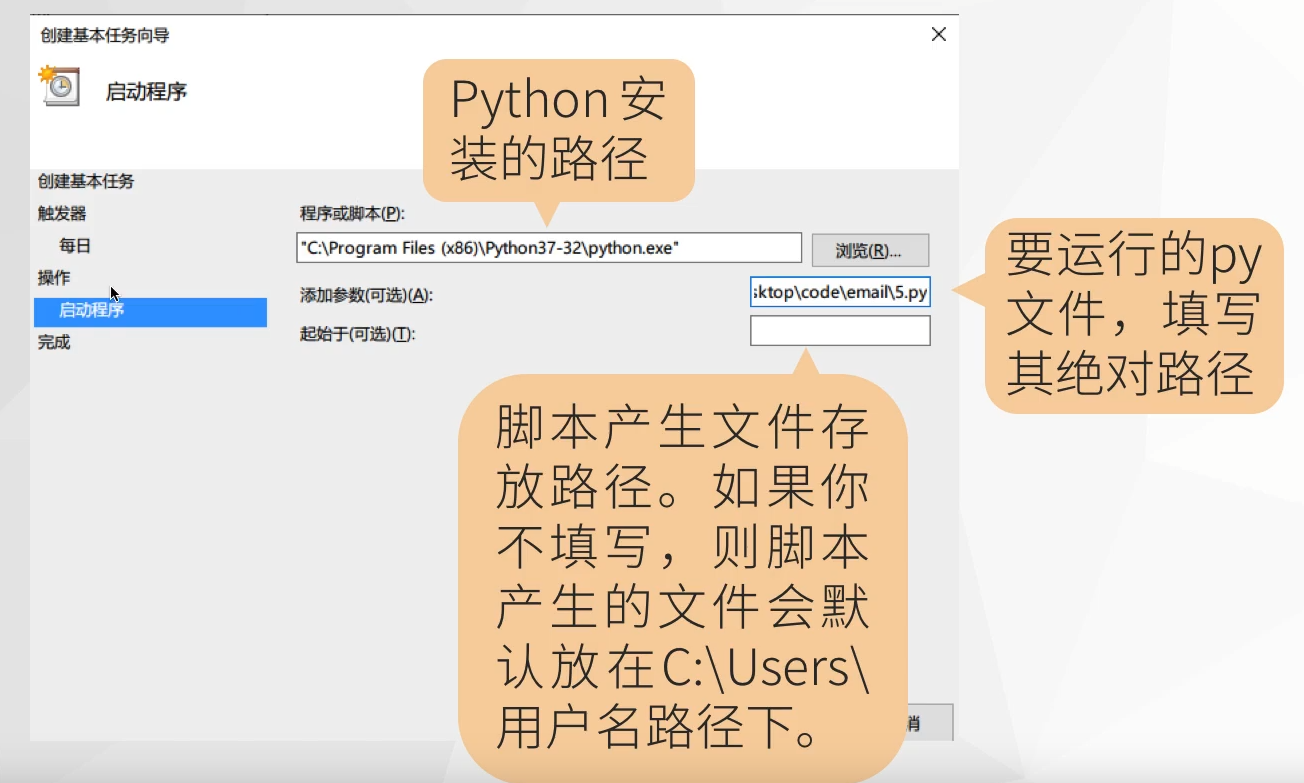 创建基本任务向导
启动程序
Python 安
装的路径
创建基本任务
触发器
每日
操作
启动程序
完成
程序或脚本(P):
"C:\Program Files (x86)\Python37-32\python.exe"
浏览(R)...
添加参数(可选)(A):
sktop\code\email\5.py
起始于(可选)(T):
要运行的py
文件，填写
其绝对路径
脚本产生文件存
放路径。如果你
不填写，则脚本
产生的文件会默
认放在C:\Users\
用户名路径下。
消